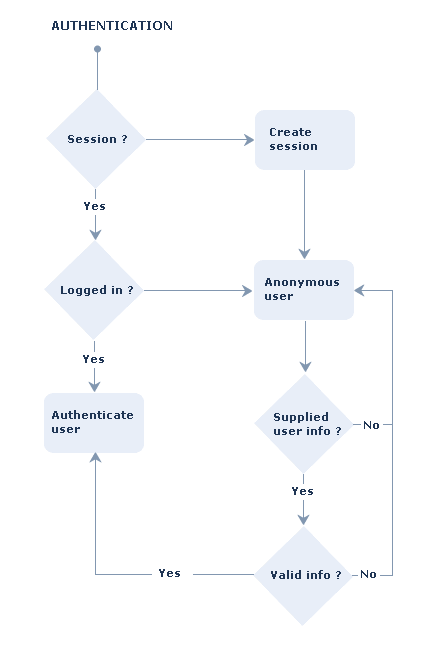 AUTHENTICATION
Session ?
Create
session
Yes
Logged in ?
Anonymous
user
Yes
Authenticate
user
Supplied
user info ?
No
Yes
Yes
Valid info ?
No